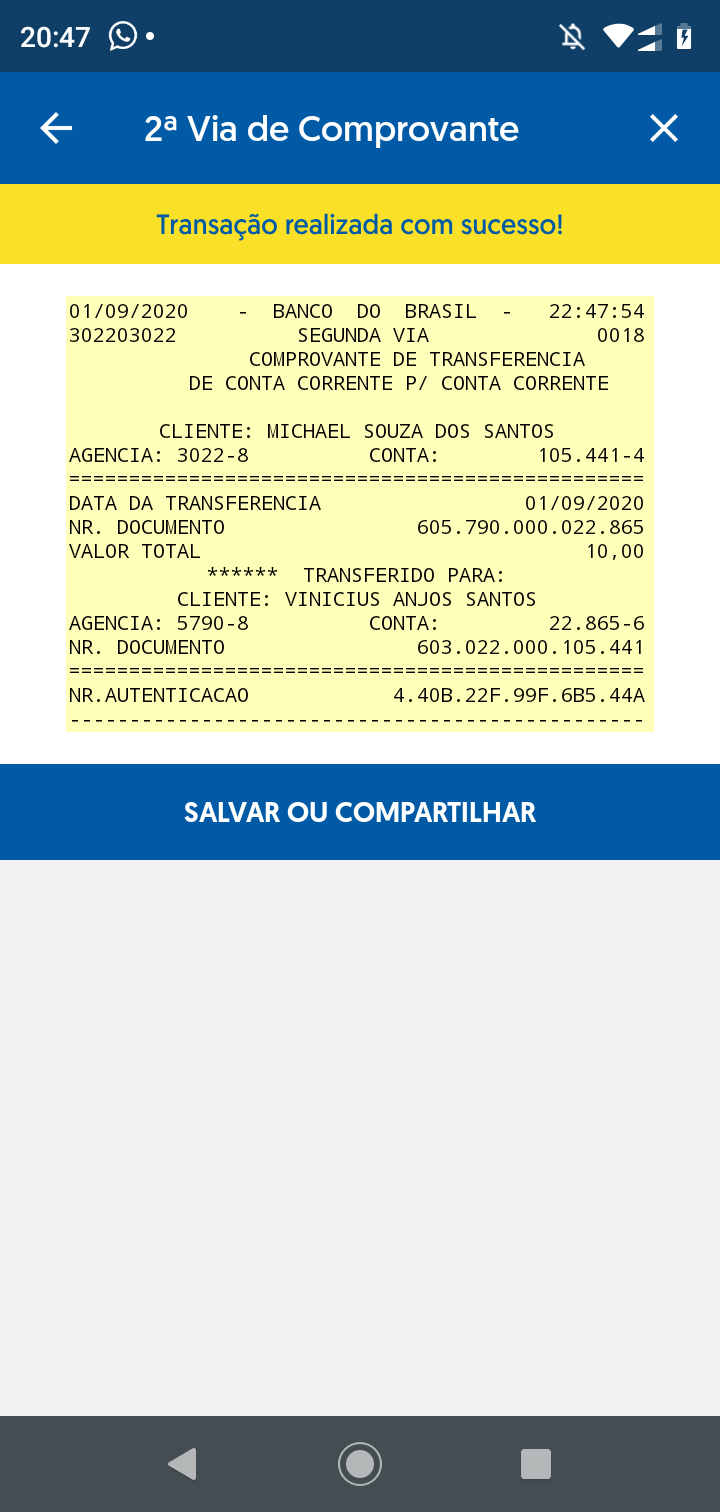 20:47
2ª Via de Comprovante
Transação realizada com sucesso!
01/09/2020 - BANCO DO BRASIL - 22:47:54
302203022 SEGUNDA VIA 0018
COMPROVANTE DE TRANSFERENCIA
DE CONTA CORRENTE P/ CONTA CORRENTE
CLIENTE: MICHAEL SOUZA DOS SANTOS
AGENCIA: 3022-8 CONTA: 105.441-4
================================================
DATA DA TRANSFERENCIA 01/09/2020
NR. DOCUMENTO 605.790.000.022.865
VALOR TOTAL 10,00
****** TRANSFERIDO PARA:
CLIENTE: VINICIUS ANJOS SANTOS
AGENCIA: 5790-8 CONTA: 22.865-6
NR. DOCUMENTO 603.022.000.105.441
================================================
NR.AUTENTICACAO 4.40B.22F.99F.6B5.44A
------------------------------------------------
SALVAR OU COMPARTILHAR